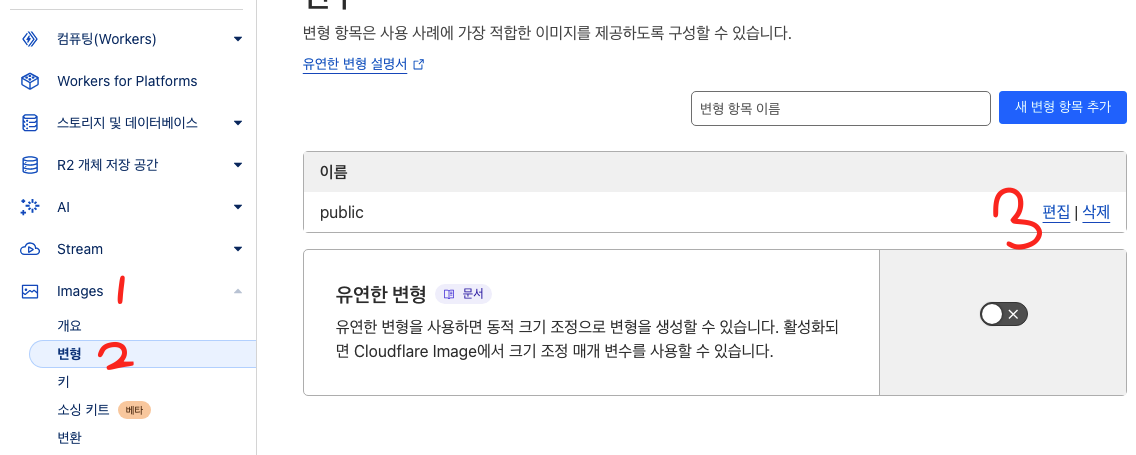 컴퓨팅(Workers)
Workers for Platforms
스토리지 및 데이터베이스
R2 개체 저장 공간
AI
Stream
Images 1
개요
변형 2
키
소싱 키트 베타
변환
변형 항목은 사용 사례에 가장 적합한 이미지를 제공하도록 구성할 수 있습니다.
유연한 변형 설명서
변형 항목 이름
새 변형 항목 추가
이름
public
3 편집 | 삭제
유연한 변형 문서
유연한 변형을 사용하면 동적 크기 조정으로 변형을 생성할 수 있습니다. 활성화되
면 Cloudflare Image에서 크기 조정 매개 변수를 사용할 수 있습니다.